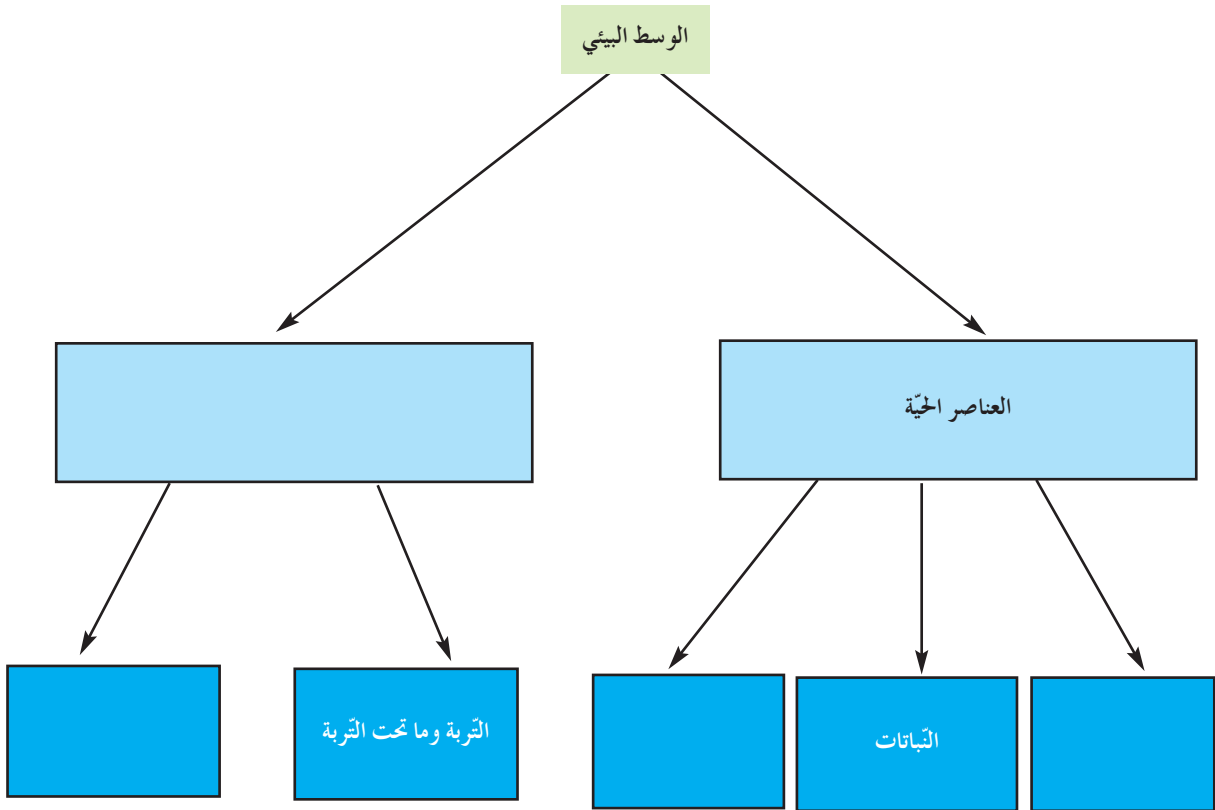 الوسط البيئي
العناصر الحيّة
النّباتات
التّربة وما تحت التّربة